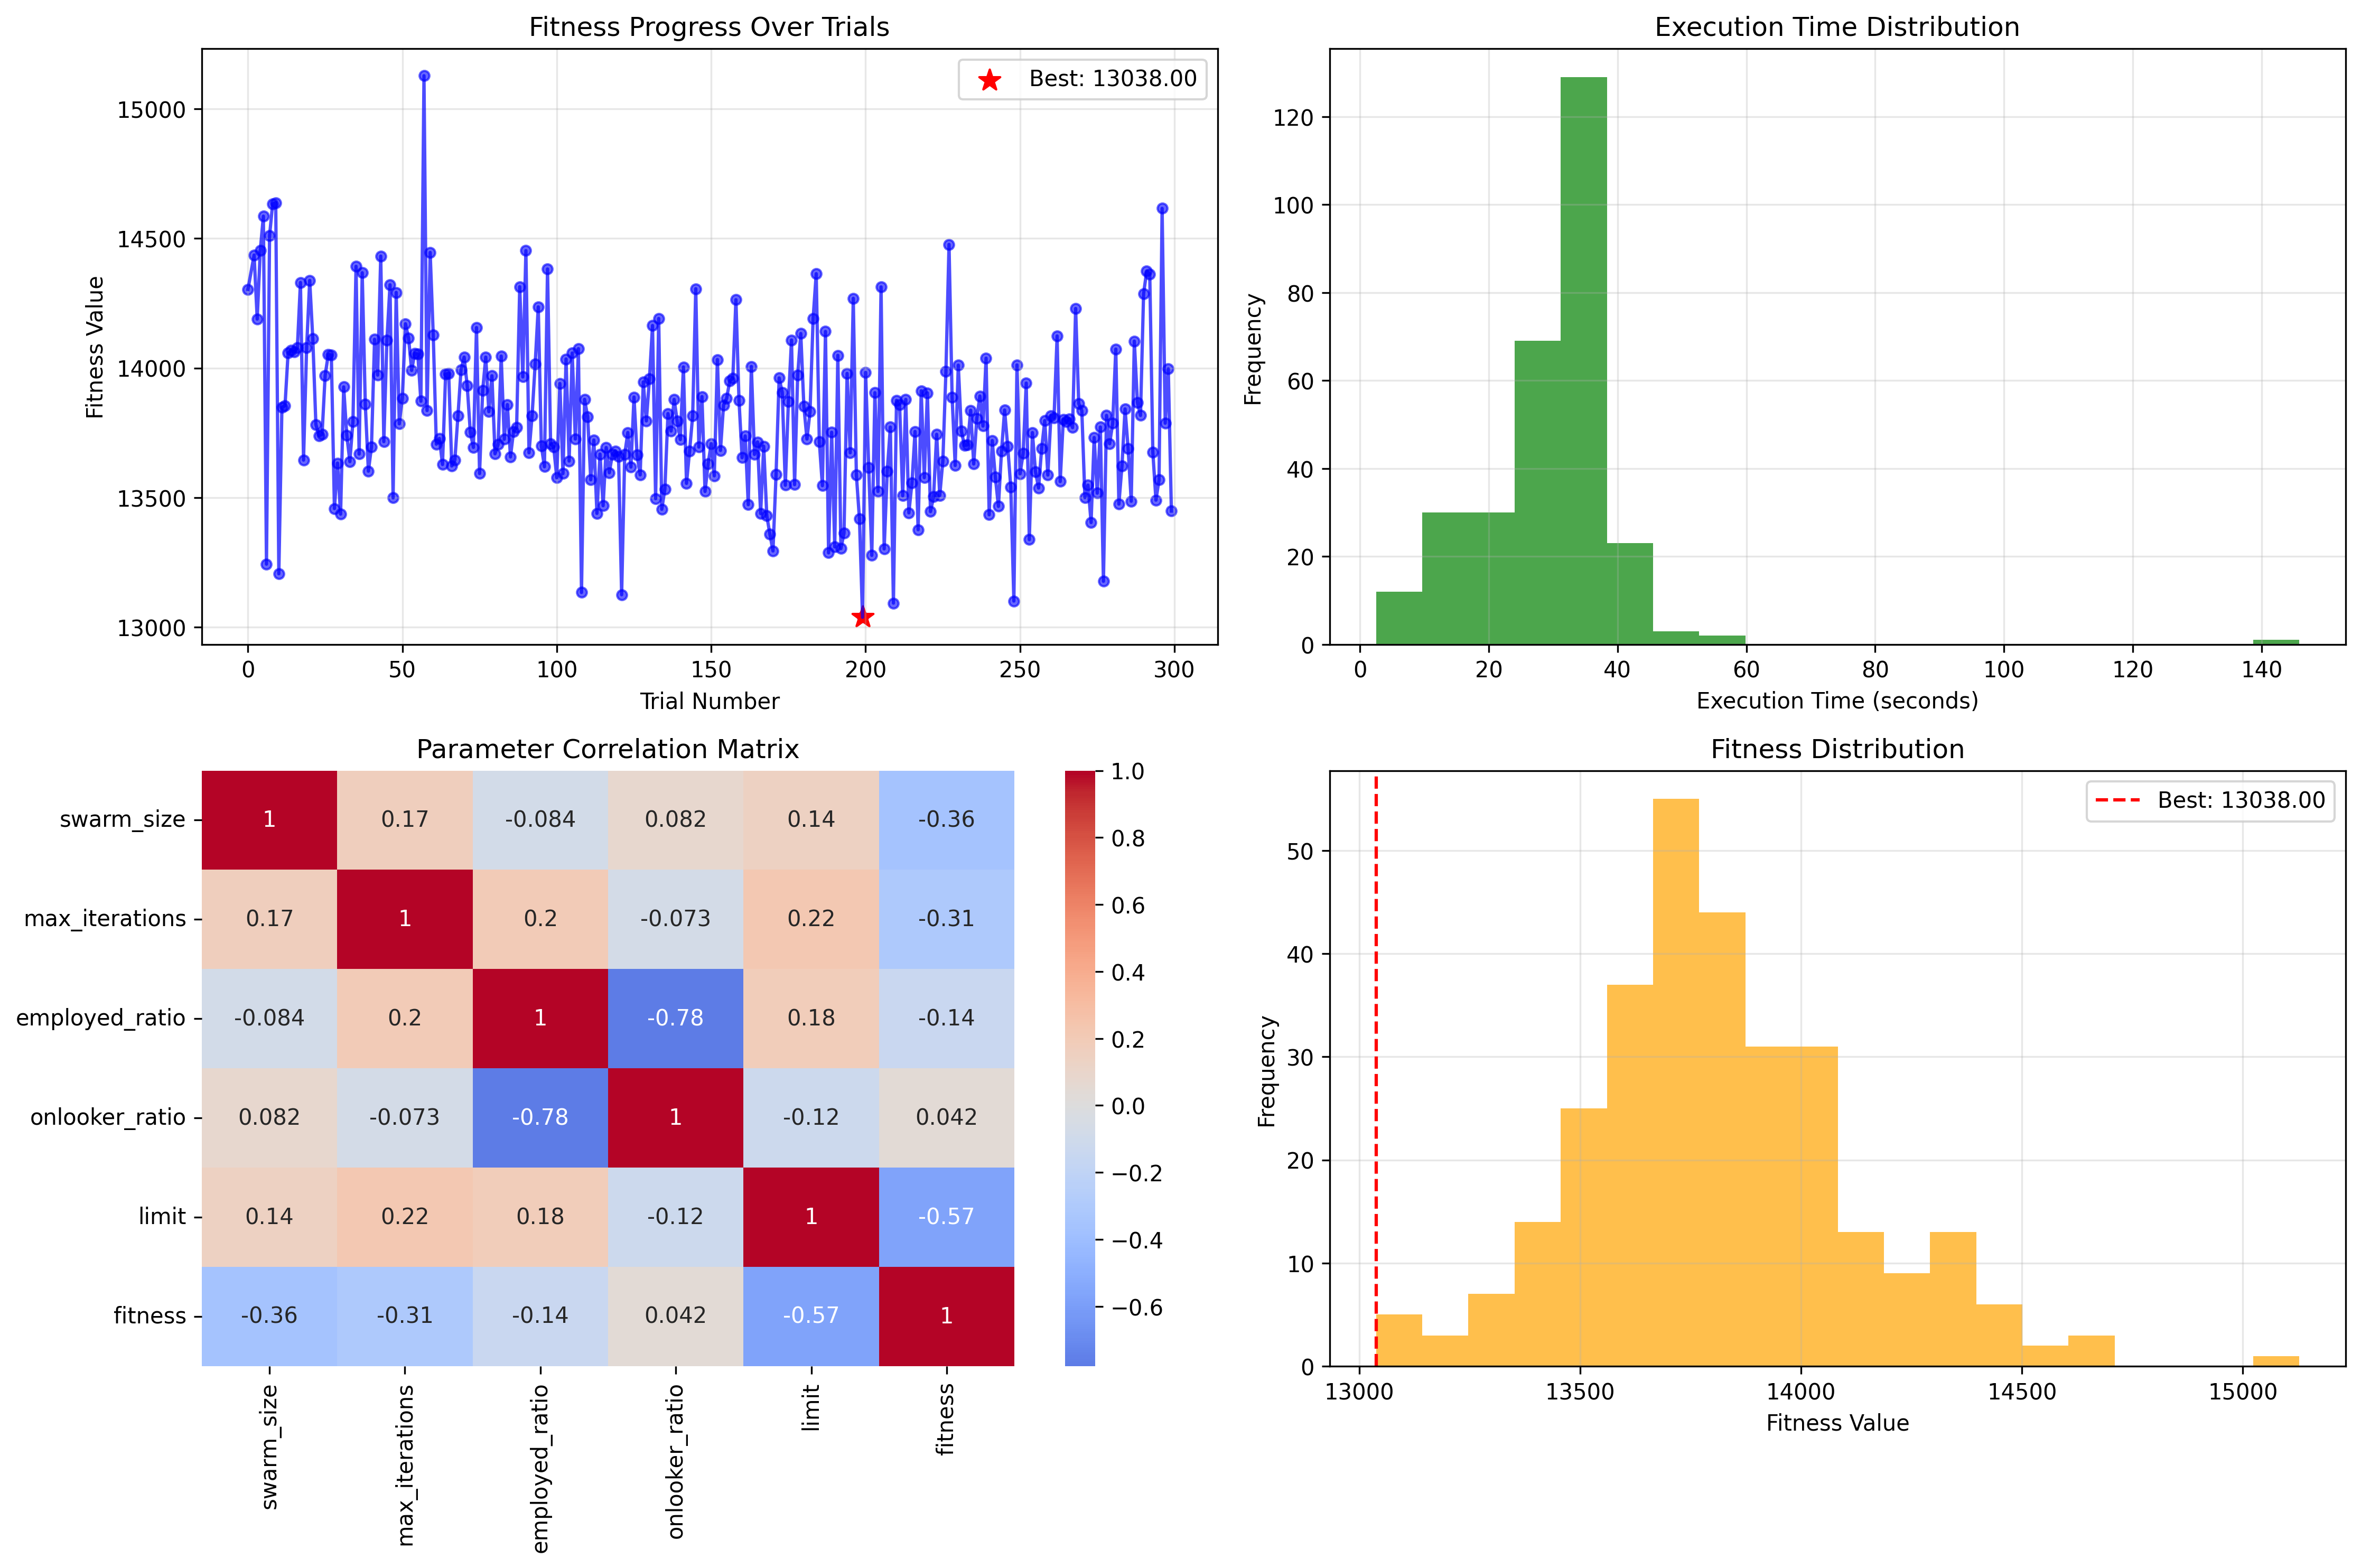 Fitness Progress Over Trials
Best: 13038.00
15000
14500
14000
13500
13000
Fitness Value
0 50 100 150 200 250 300
Trial Number
Execution Time Distribution
120
100
80
60
40
20
0
Frequency
0 20 40 60 80 100 120 140
Execution Time (seconds)
Parameter Correlation Matrix
swarm_size 1 0.17 -0.084 0.082 0.14 -0.36
max_iterations 0.17 1 0.2 -0.073 0.22 -0.31
employed_ratio -0.084 0.2 1 -0.78 0.18 -0.14
onlooker_ratio 0.082 -0.073 -0.78 1 -0.12 0.042
limit 0.14 0.22 0.18 -0.12 1 -0.57
fitness -0.36 -0.31 -0.14 0.042 -0.57 1
swarm_size max_iterations employed_ratio onlooker_ratio limit fitness
1.0
0.8
0.6
0.4
0.2
0.0
−0.2
−0.4
−0.6
Fitness Distribution
Best: 13038.00
50
40
30
20
10
0
Frequency
13000 13500 14000 14500 15000
Fitness Value